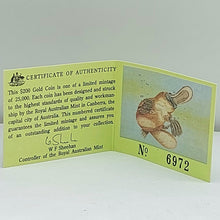 CERTIFICATE OF AUTHENTICITY
This $200 Gold Coin is one of a limited mintage
of 25,000. Each coin has been designed and struck
to the highest standards of quality and workman-
ship by the Royal Australian Mint in Canberra, the
capital city of Australia. This numbered certificate
guarantees the limited mintage and assures you
of an outstanding addition to your collection.
W F Sheehan
Controller of the Royal Australian Mint
No 6972